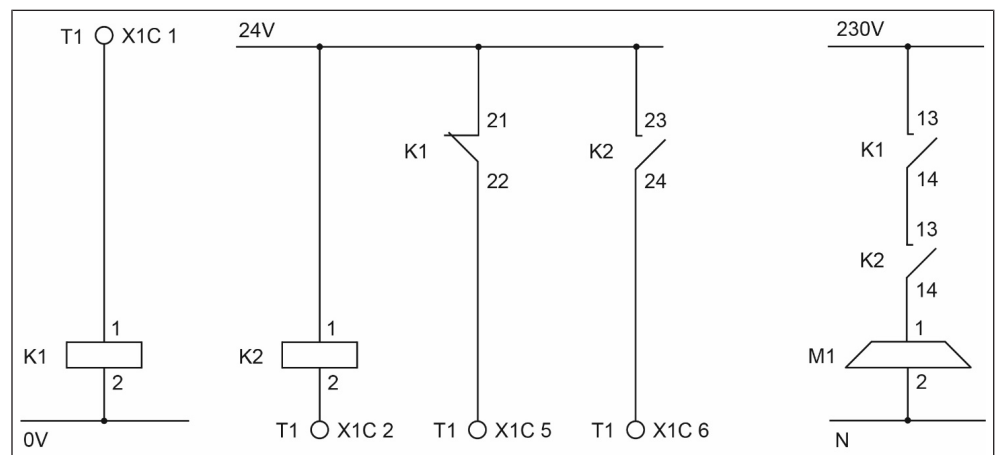 T1 X1C 1
24V
230V
21
23
13
K1
K2
K1
22
24
14
13
K2
14
1
1
1
K1
K2
M1
2
2
2
0V
T1 X1C 2
T1 X1C 5
T1 X1C 6
N